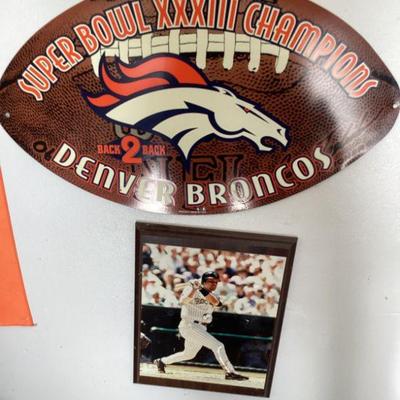 SUPER BOWL XXXIII CHAMPIONS
BACK 2 BACK
DENVER BRONCOS